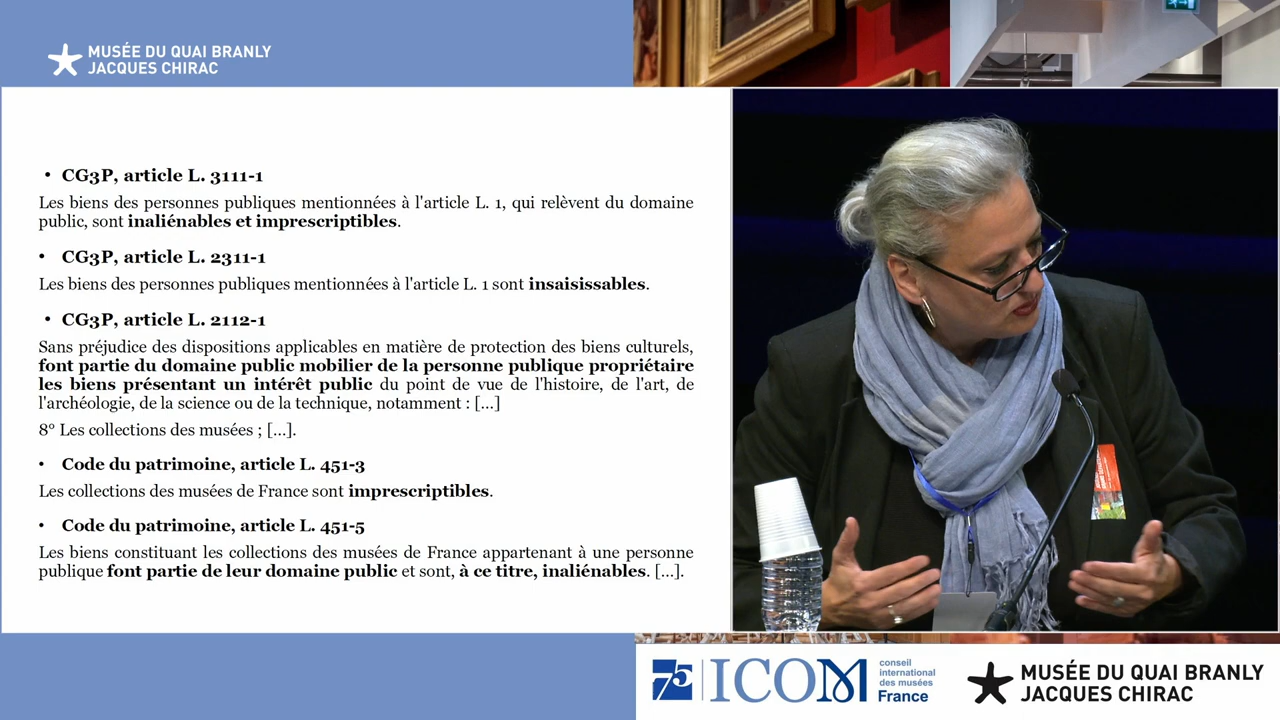 MUSÉE DU QUAI BRANLY
JACQUES CHIRAC
• CG3P, article L. 3111-1
Les biens des personnes publiques mentionnées à l'article L. 1, qui relèvent du domaine
public, sont inaliénables et imprescriptibles.
• CG3P, article L. 2311-1
Les biens des personnes publiques mentionnées à l'article L. 1 sont insaisissables.
• CG3P, article L. 2112-1
Sans préjudice des dispositions applicables en matière de protection des biens culturels,
font partie du domaine public mobilier de la personne publique propriétaire
les biens présentant un intérêt public du point de vue de l'histoire, de l'art, de
l'archéologie, de la science ou de la technique, notamment : [...]
8° Les collections des musées ; [...].
• Code du patrimoine, article L. 451-3
Les collections des musées de France sont imprescriptibles.
• Code du patrimoine, article L. 451-5
Les biens constituant les collections des musées de France appartenant à une personne
publique font partie de leur domaine public et sont, à ce titre, inaliénables. [...].
75 ICOM
conseil
international
des musées
France
MUSÉE DU QUAI BRANLY
JACQUES CHIRAC